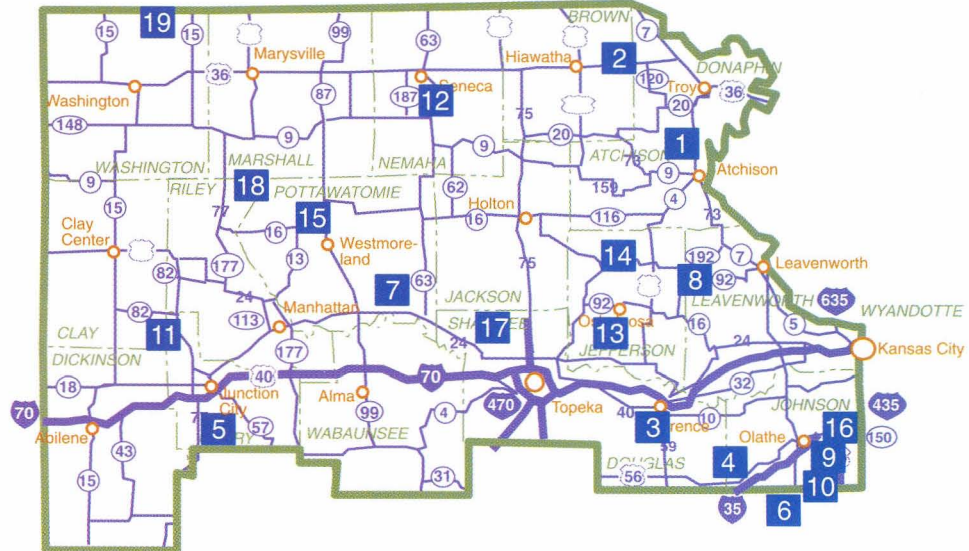 BROWN
19
15
15
99
63
7
Marysville
Hiawatha
2
DONAPHIN
36
Seneca
120
Troy
36
Washington
87
187
12
20
75
148
9
20
1
9
ATCHISON
WASHINGTON
MARSHALL
NEMAHA
9
Atchison
9
RILEY
18
POTTAWATOMIE
62
159
4
15
77
15
Holton
16
116
73
Clay
Center
16
Westmore-
land
13
14
192
7
Leavenworth
177
82
75
8
92
7
63
24
JACKSON
92
LEAVENWORTH
635
WYANDOTTE
82
Manhattan
113
17
SHAWNEE
13
16
5
CLAY
11
24
24
Kansas City
DICKINSON
177
JEFFERSON
18
40
70
32
JOHNSON
70
Junction
City
Alma
470
Topeka
40
10
435
Abilene
5
57
99
4
3
Olathe
16
150
43
WABAUNSEE
59
9
DOUGLAS
4
15
31
56
10
35
6